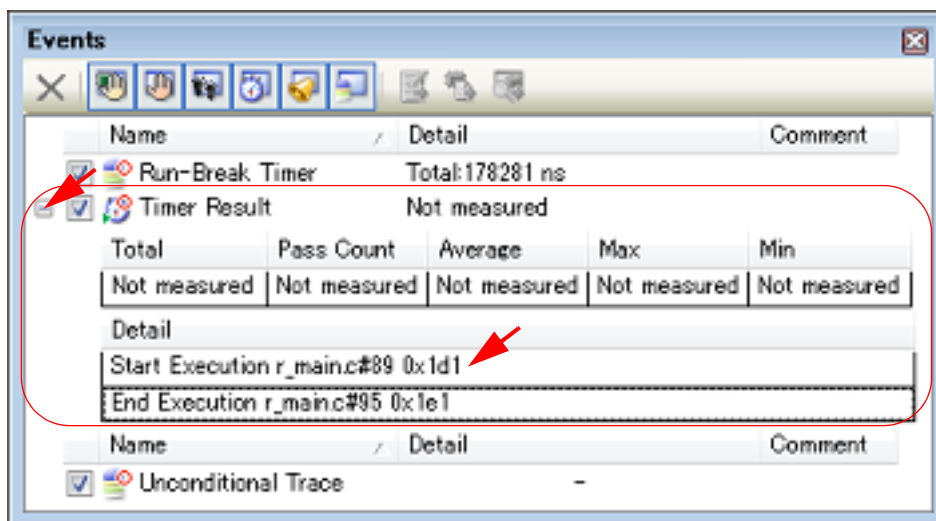 Events
Name Detail Comment
Run-Break Timer Total:178281 ns
Timer Result Not measured
Total Pass Count Average Max Min
Not measured Not measured Not measured Not measured Not measured
Detail
Start Execution r_main.c#89 0x1d1
End Execution r_main.c#95 0x1e1
Name Detail Comment
Unconditional Trace -